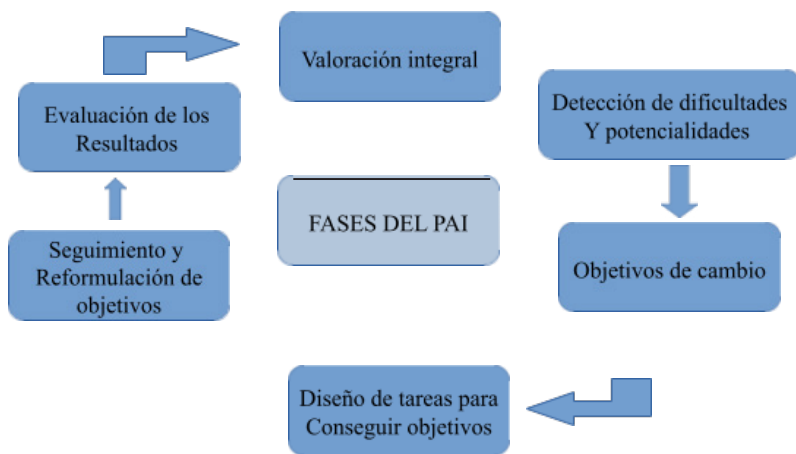 Valoración integral
Detección de dificultades
Y potencialidades
Objetivos de cambio
Diseño de tareas para
Conseguir objetivos
Seguimiento y
Reformulación de
objetivos
Evaluación de los
Resultados
FASES DEL PAI